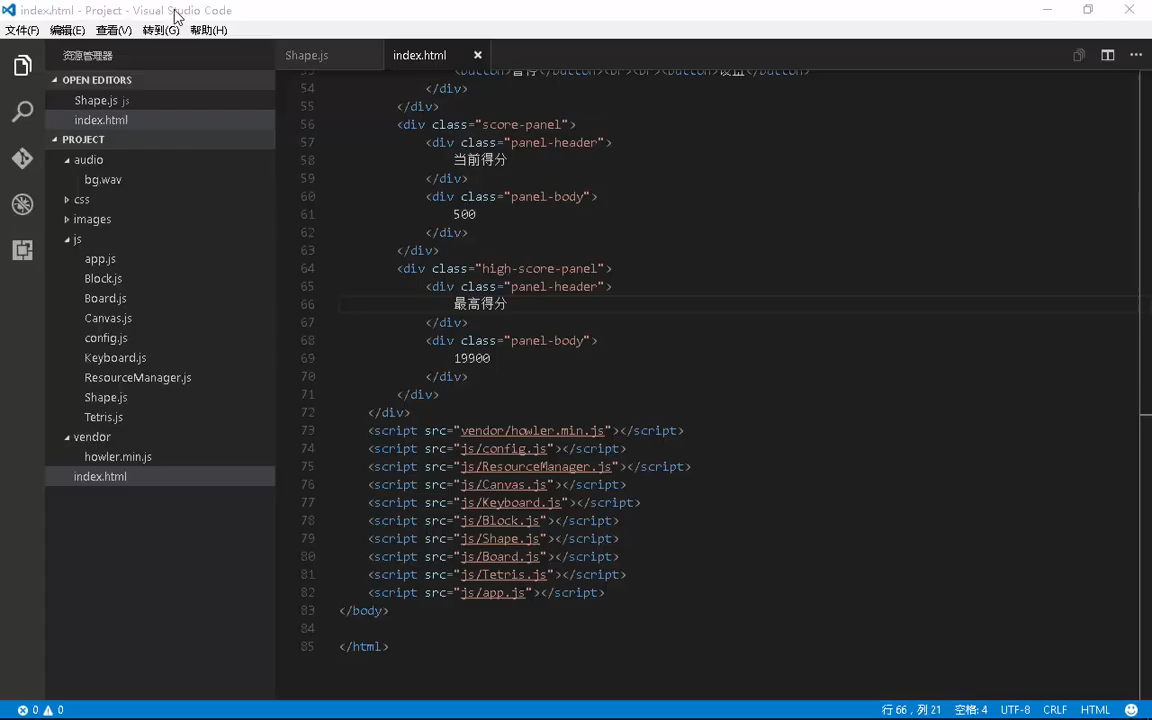 index.html - Project - Visual Studio Code
文件(F) 编辑(E) 查看(V) 转到(G) 帮助(H)
资源管理器
OPEN EDITORS
Shape.js js
index.html
PROJECT
audio
bg.wav
css
images
js
app.js
Block.js
Board.js
Canvas.js
config.js
Keyboard.js
ResourceManager.js
Shape.js
Tetris.js
vendor
howler.min.js
index.html
Shape.js index.html
53 <button>暂停</button><br><br><button>设置</button>
54 </div>
55 </div>
56 <div class="score-panel">
57 <div class="panel-header">
58 当前得分
59 </div>
60 <div class="panel-body">
61 500
62 </div>
63 </div>
64 <div class="high-score-panel">
65 <div class="panel-header">
66 最高得分
67 </div>
68 <div class="panel-body">
69 19900
70 </div>
71 </div>
72 </div>
73 <script src="vendor/howler.min.js"></script>
74 <script src="js/config.js"></script>
75 <script src="js/ResourceManager.js"></script>
76 <script src="js/Canvas.js"></script>
77 <script src="js/Keyboard.js"></script>
78 <script src="js/Block.js"></script>
79 <script src="js/Shape.js"></script>
80 <script src="js/Board.js"></script>
81 <script src="js/Tetris.js"></script>
82 <script src="js/app.js"></script>
83 </body>
84
85 </html>
0 0 行 66，列 21 空格: 4 UTF-8 CRLF HTML